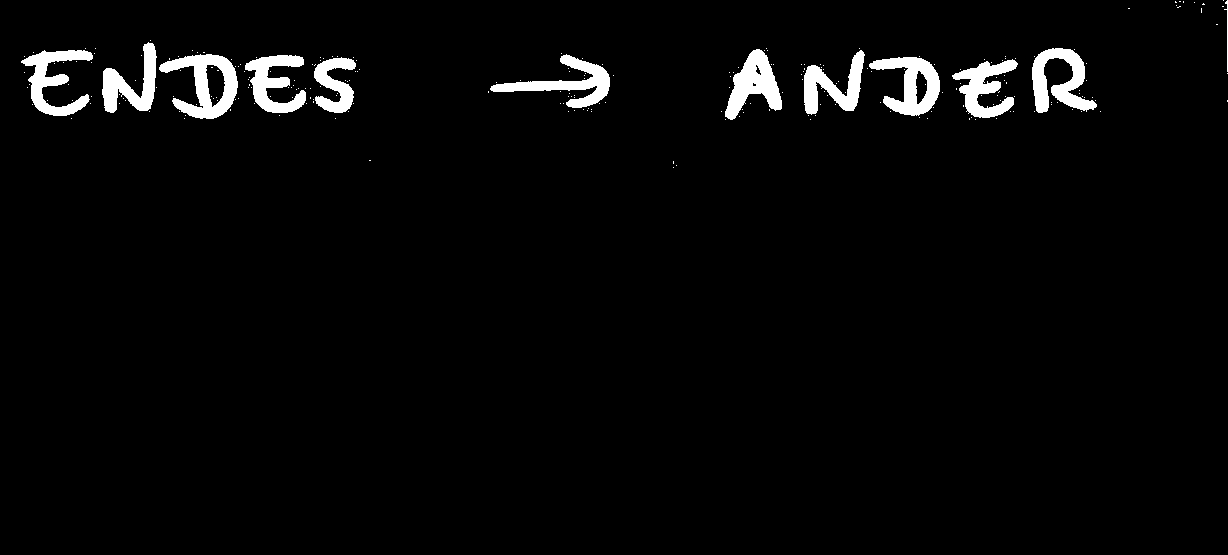 ENDES → ANDER